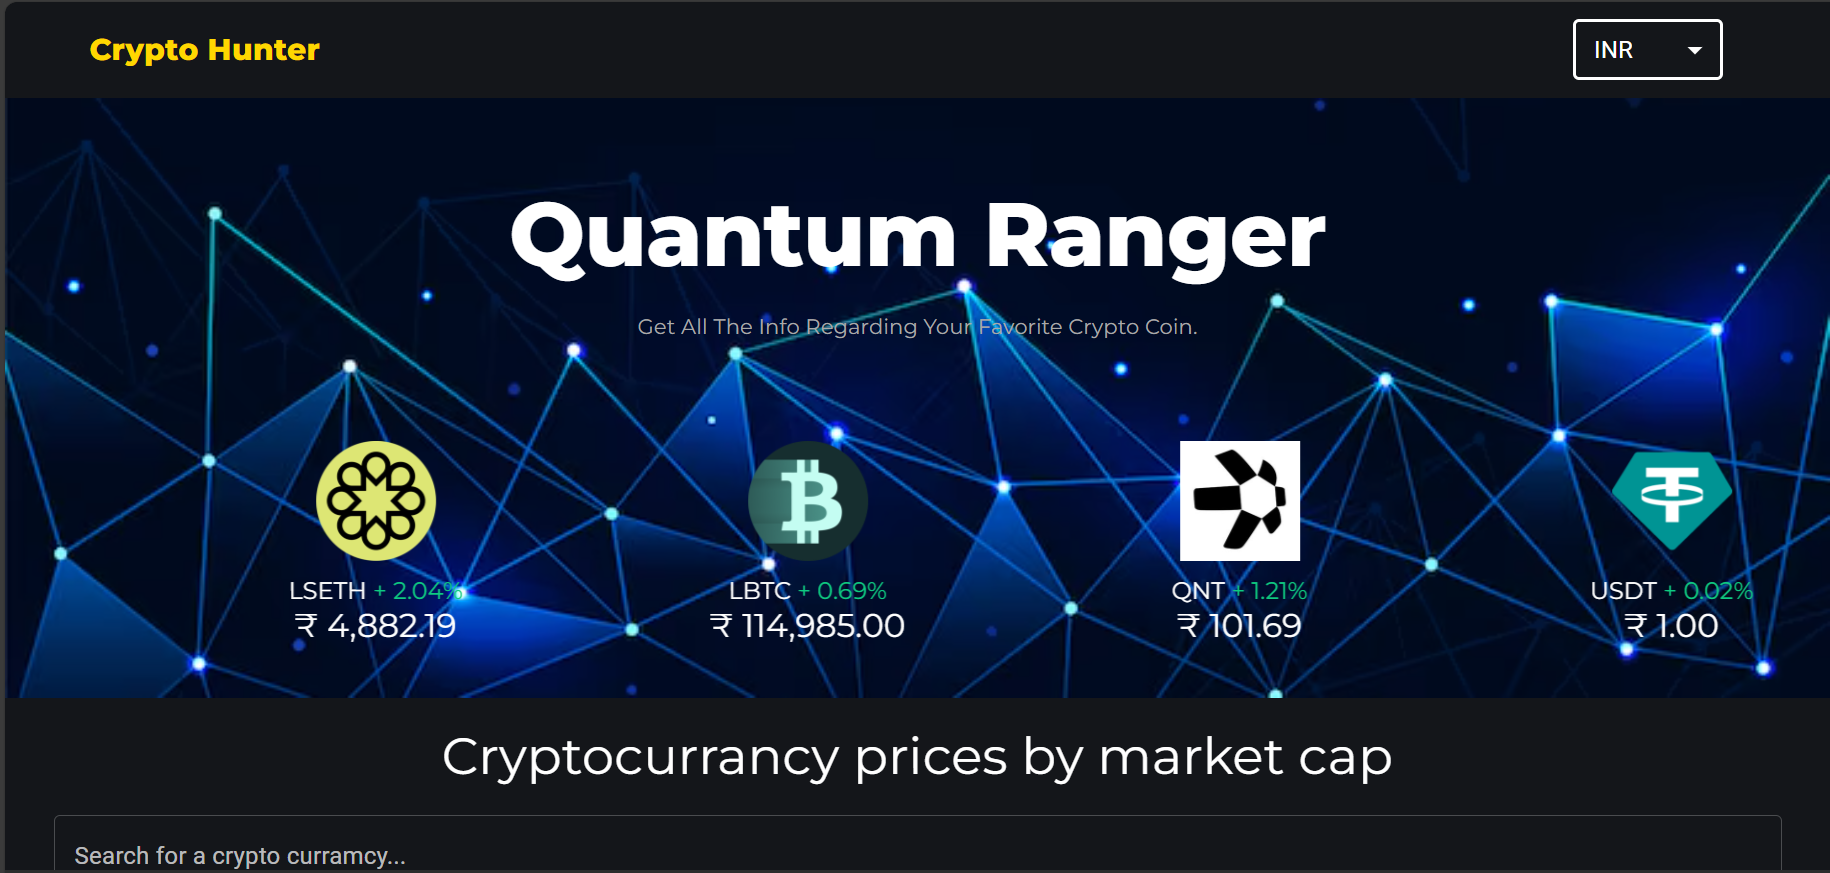 Crypto Hunter
INR
Quantum Ranger
Get All The Info Regarding Your Favorite Crypto Coin.
LSETH + 2.04%
₹ 4,882.19
LBTC + 0.69%
₹ 114,985.00
QNT + 1.21%
₹ 101.69
USDT + 0.02%
₹ 1.00
Cryptocurrancy prices by market cap
Search for a crypto curramcy...